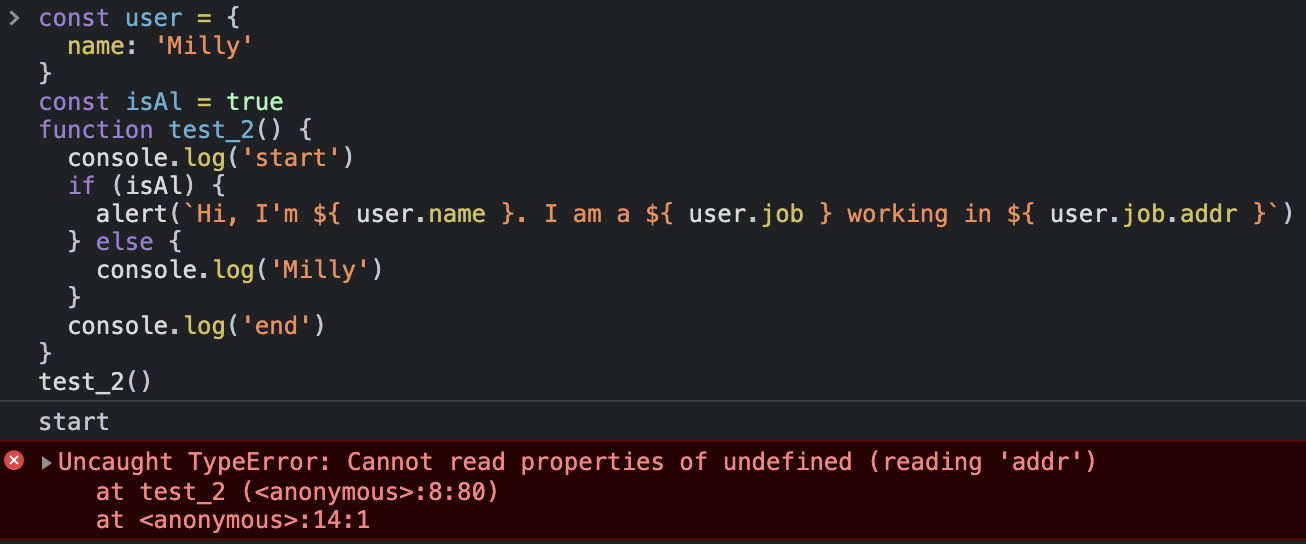 const user = {
  name: 'Milly'
}
const isAl = true
function test_2() {
  console.log('start')
  if (isAl) {
    alert(`Hi, I'm ${ user.name }. I am a ${ user.job } working in ${ user.job.addr }`)
  } else {
    console.log('Milly')
  }
  console.log('end')
}
test_2()
start
Uncaught TypeError: Cannot read properties of undefined (reading 'addr')
    at test_2 (<anonymous>:8:80)
    at <anonymous>:14:1